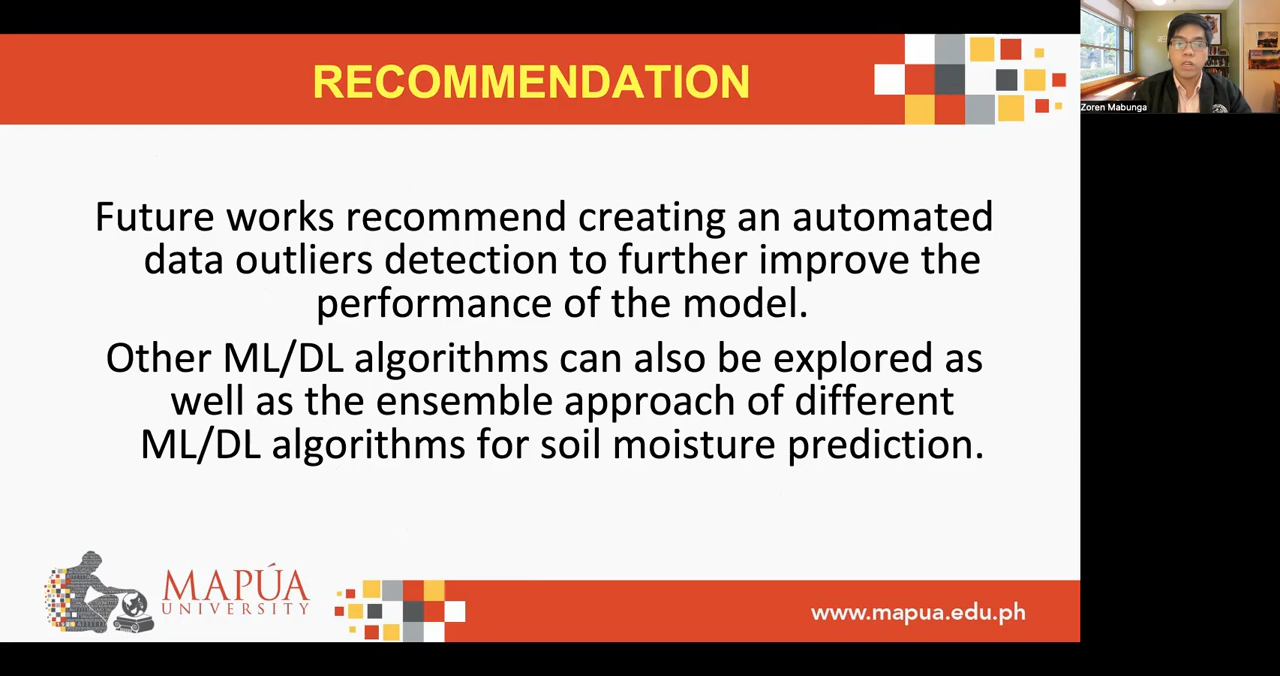 RECOMMENDATION
Zoren Mabunga
Future works recommend creating an automated
data outliers detection to further improve the
performance of the model.
Other ML/DL algorithms can also be explored as
well as the ensemble approach of different
ML/DL algorithms for soil moisture prediction.
MAPÚA
UNIVERSITY
www.mapua.edu.ph